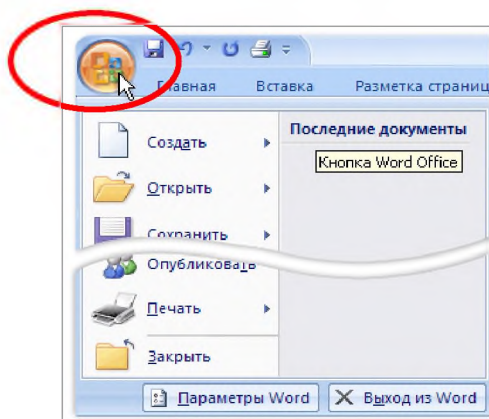 Главная Вставка Разметка страниц
Создать
Последние документы
Кнопка Word Office
Открыть
Сохранить
Опубликовать
Печать
Закрыть
Параметры Word Выход из Word